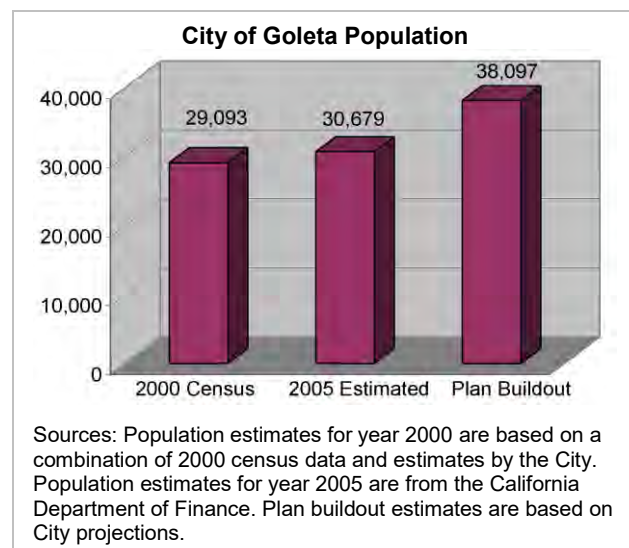 City of Goleta Population
38,097
40,000
29,093
30,679
30,000
20,000
10,000
0
2000 Census
2005 Estimated
Plan Buildout
Sources: Population estimates for year 2000 are based on a
combination of 2000 census data and estimates by the City.
Population estimates for year 2005 are from the California
Department of Finance. Plan buildout estimates are based on
City projections.